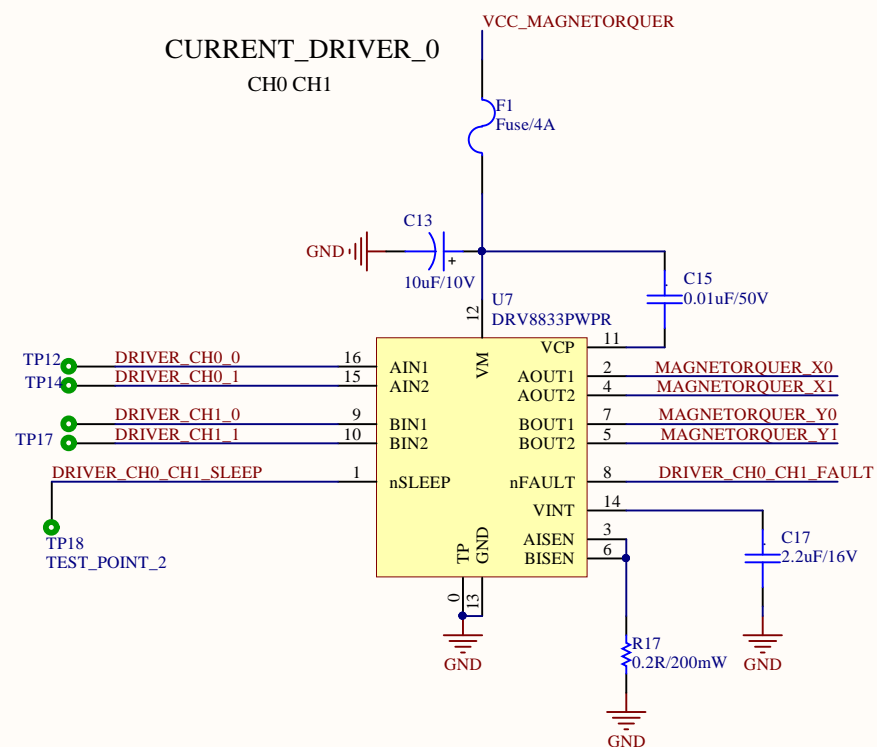 VCC_MAGNETORQUER
CURRENT_DRIVER_0
CH0 CH1
F1
Fuse/4A
C13
GND
+
10uF/10V
C15
0.01uF/50V
U7
DRV8833PWPR
12
VM
VCP
11
TP12
DRIVER_CH0_0
16
AIN1
AOUT1
2
MAGNETORQUER_X0
TP14
DRIVER_CH0_1
15
AIN2
AOUT2
4
MAGNETORQUER_X1
DRIVER_CH1_0
9
BIN1
BOUT1
7
MAGNETORQUER_Y0
TP17
DRIVER_CH1_1
10
BIN2
BOUT2
5
MAGNETORQUER_Y1
DRIVER_CH0_CH1_SLEEP
1
nSLEEP
nFAULT
8
DRIVER_CH0_CH1_FAULT
VINT
14
TP18
TEST_POINT_2
AISEN
3
BISEN
6
C17
2.2uF/16V
TP
GND
0
13
GND
R17
0.2R/200mW
GND
GND